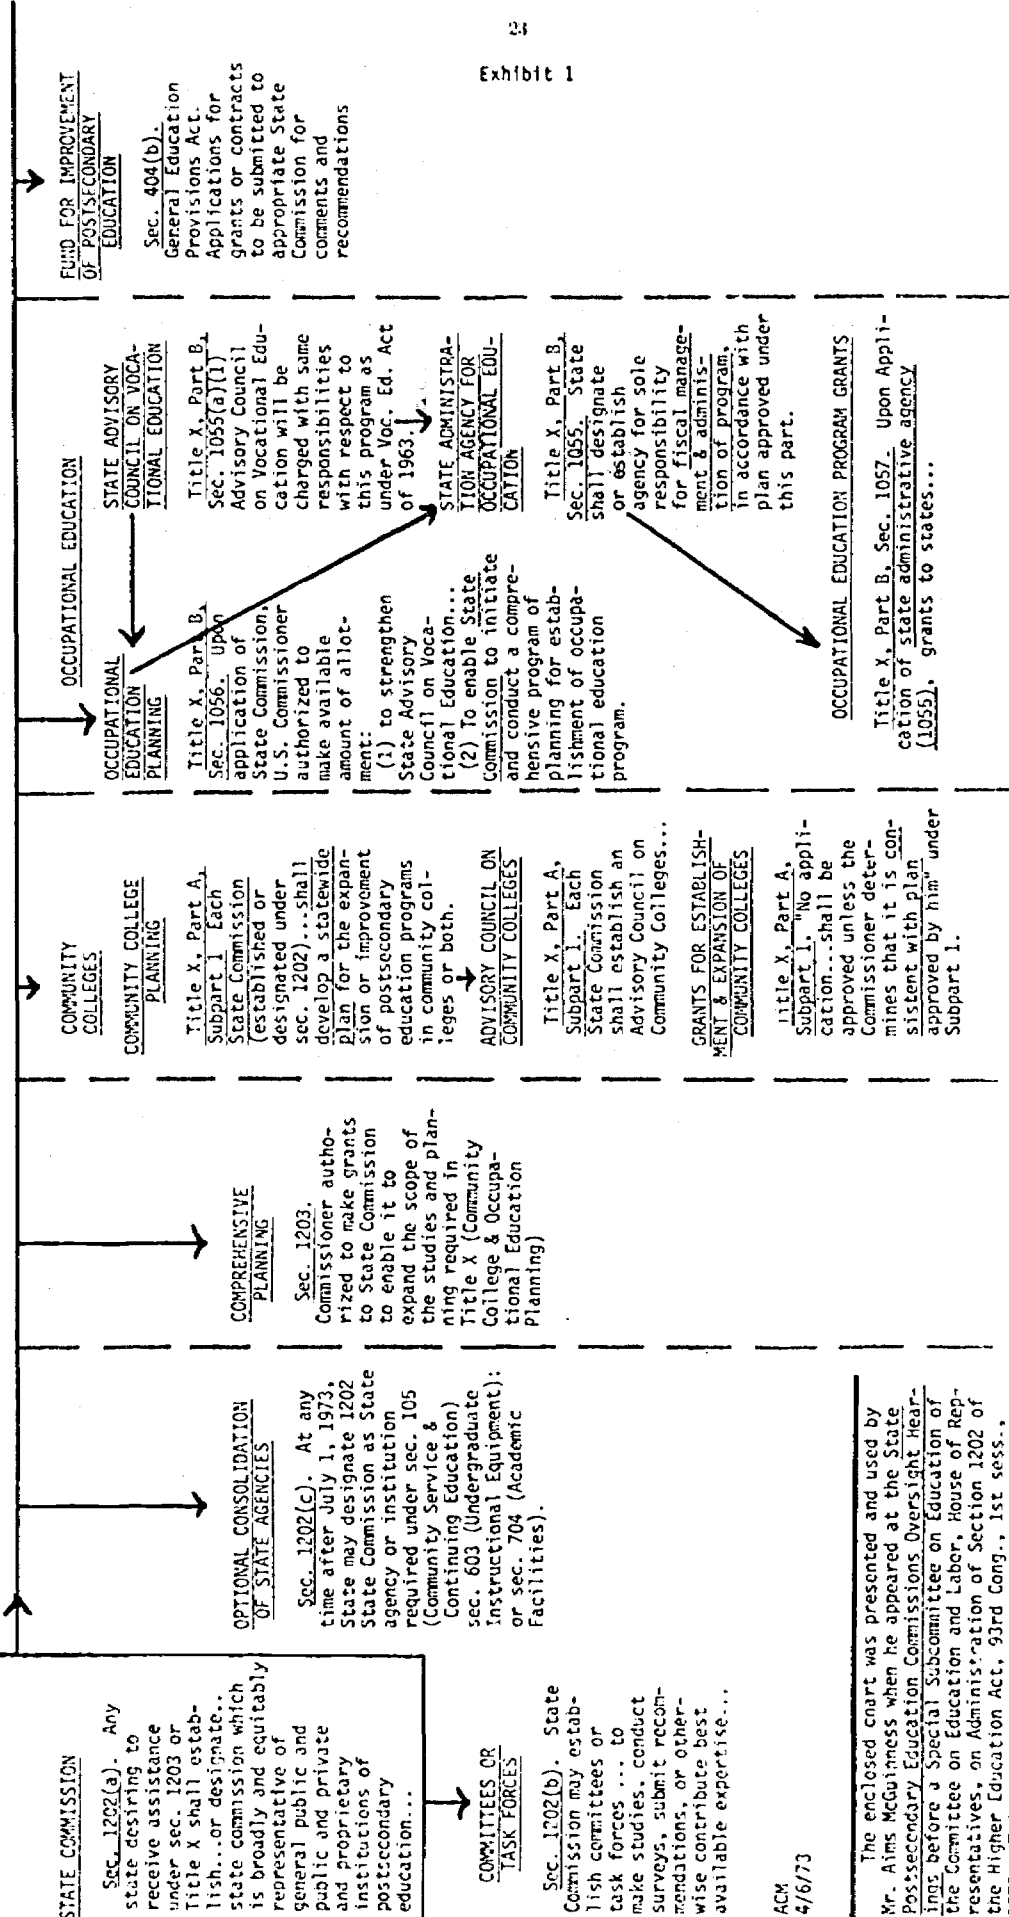 23
Exhibit 1
STATE COMMISSION
Sec. 1202(a). Any
state desiring to
receive assistance
under sec. 1203 or
Title X shall estab-
lish...or designate..
state commission which
is broadly and equitably
representative of
general public and
public and private
and proprietary
institutions of
postsecondary
education...
COMMITTEES OR
TASK FORCES
Sec. 1202(b). State
Commission may estab-
lish committees or
task forces ... to
make studies, conduct
surveys, submit recom-
mendations, or other-
wise contribute best
available expertise...
ACM
4/6/73
OPTIONAL CONSOLIDATION
OF STATE AGENCIES
Sec. 1202(c). At any
time after July 1, 1973,
State may designate 1202
State Commission as State
agency or institution
required under sec. 105
(Community Service &
Continuing Education)
sec. 603 (Undergraduate
Instructional Equipment):
or sec. 704 (Academic
Facilities).
COMPREHENSIVE
PLANNING
Sec. 1203.
Commissioner autho-
rized to make grants
to State Commission
to enable it to
expand the scope of
the studies and plan-
ning required in
Title X (Community
College & Occupa-
tional Education
Planning)
COMMUNITY
COLLEGES
COMMUNITY COLLEGE
PLANNING
Title X, Part A,
Subpart 1 Each
State Commission
(established or
designated under
sec. 1202)...shall
develop a statewide
plan for the expan-
sion or improvement
of postsecondary
education programs
in community col-
leges or both.
ADVISORY COUNCIL ON
COMMUNITY COLLEGES
Title X, Part A,
Subpart 1. Each
State Commission
shall establish an
Advisory Council on
Community Colleges...
GRANTS FOR ESTABLISH-
MENT & EXPANSION OF
COMMUNITY COLLEGES
Title X, Part A,
Subpart 1. "No appli-
cation...shall be
approved unless the
Commissioner deter-
mines that it is con-
sistent with plan
approved by him" under
Subpart 1.
OCCUPATIONAL EDUCATION
OCCUPATIONAL
EDUCATION
PLANNING
Title X, Part B,
Sec. 1056. Upon
application of
State Commission,
U.S. Commissioner
authorized to
make available
amount of allot-
ment:
(1) to strengthen
State Advisory
Council on Voca-
tional Education...
(2) To enable State
Commission to initiate
and conduct a compre-
hensive program of
planning for estab-
lishment of occupa-
tional education
program.
STATE ADVISORY
COUNCIL ON VOCA-
TIONAL EDUCATION
Title X, Part B,
Sec. 1055(a)(1)
Advisory Council
on Vocational Edu-
cation will be
charged with same
responsibilities
with respect to
this program as
under Voc. Ed. Act
of 1963.
STATE ADMINISTRA-
TION AGENCY FOR
OCCUPATIONAL EDU-
CATION
Title X, Part B,
Sec. 1055. State
shall designate
or establish
agency for sole
responsibility
for fiscal manage-
ment & adminis-
tration of program,
in accordance with
plan approved under
this part.
OCCUPATIONAL EDUCATION PROGRAM GRANTS
Title X, Part B, Sec. 1057. Upon Appli-
cation of state administrative agency
(1055), grants to states...
FUND FOR IMPROVEMENT
OF POSTSECONDARY
EDUCATION
Sec. 404(b).
General Education
Provisions Act.
Applications for
grants or contracts
to be submitted to
appropriate State
Commission for
comments and
recommendations
The enclosed chart was presented and used by
Mr. Aims McGuinness when he appeared at the State
Postsecondary Education Commissions Oversight Hear-
ings before a Special Subcommittee on Education of
the Committee on Education and Labor, House of Rep-
resentatives, on Administration of Section 1202 of
the Higher Education Act, 93rd Cong., 1st sess.,